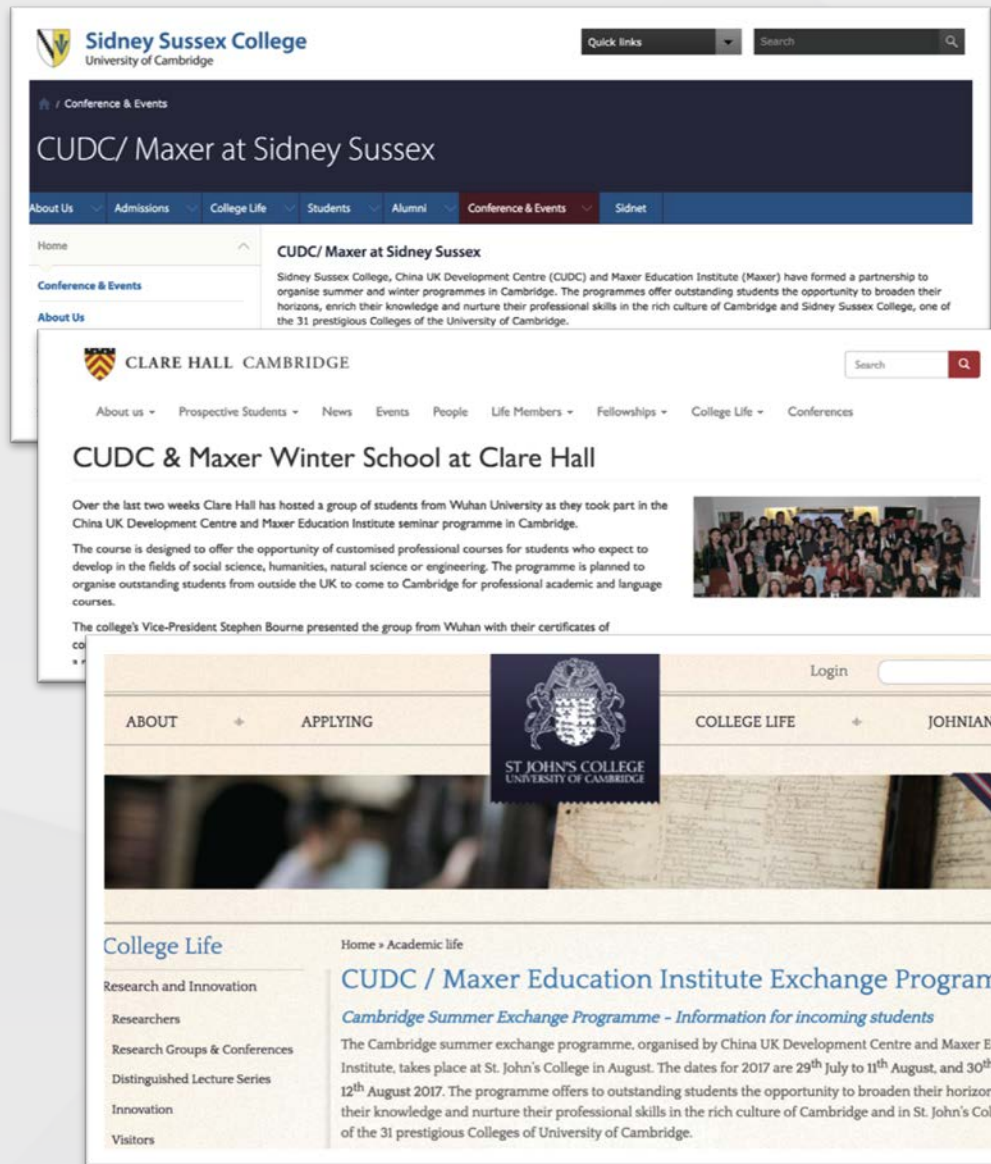 Sidney Sussex College
University of Cambridge
Quick links
Search
/ Conference & Events
CUDC/ Maxer at Sidney Sussex
About Us
Admissions
College Life
Students
Alumni
Conference & Events
Sidnet
Home
Conference & Events
About Us
CUDC/ Maxer at Sidney Sussex
Sidney Sussex College, China UK Development Centre (CUDC) and Maxer Education Institute (Maxer) have formed a partnership to
organise summer and winter programmes in Cambridge. The programmes offer outstanding students the opportunity to broaden their
horizons, enrich their knowledge and nurture their professional skills in the rich culture of Cambridge and Sidney Sussex College, one of
the 31 prestigious Colleges of the University of Cambridge.
CLARE HALL CAMBRIDGE
Search
About us
Prospective Students
News
Events
People
Life Members
Fellowships
College Life
Conferences
CUDC & Maxer Winter School at Clare Hall
Over the last two weeks Clare Hall has hosted a group of students from Wuhan University as they took part in the
China UK Development Centre and Maxer Education Institute seminar programme in Cambridge.
The course is designed to offer the opportunity of customised professional courses for students who expect to
develop in the fields of social science, humanities, natural science or engineering. The programme is planned to
organise outstanding students from outside the UK to come to Cambridge for professional academic and language
courses.
The college's Vice-President Stephen Bourne presented the group from Wuhan with their certificates of
co
Login
ABOUT
APPLYING
ST JOHN'S COLLEGE
UNIVERSITY OF CAMBRIDGE
COLLEGE LIFE
JOHNIAN
College Life
Research and Innovation
Researchers
Research Groups & Conferences
Distinguished Lecture Series
Innovation
Visitors
Home » Academic life
CUDC / Maxer Education Institute Exchange Program
Cambridge Summer Exchange Programme - Information for incoming students
The Cambridge summer exchange programme, organised by China UK Development Centre and Maxer E
Institute, takes place at St. John's College in August. The dates for 2017 are 29th July to 11th August, and 30th
12th August 2017. The programme offers to outstanding students the opportunity to broaden their horizon
their knowledge and nurture their professional skills in the rich culture of Cambridge and in St. John's Col
of the 31 prestigious Colleges of University of Cambridge.